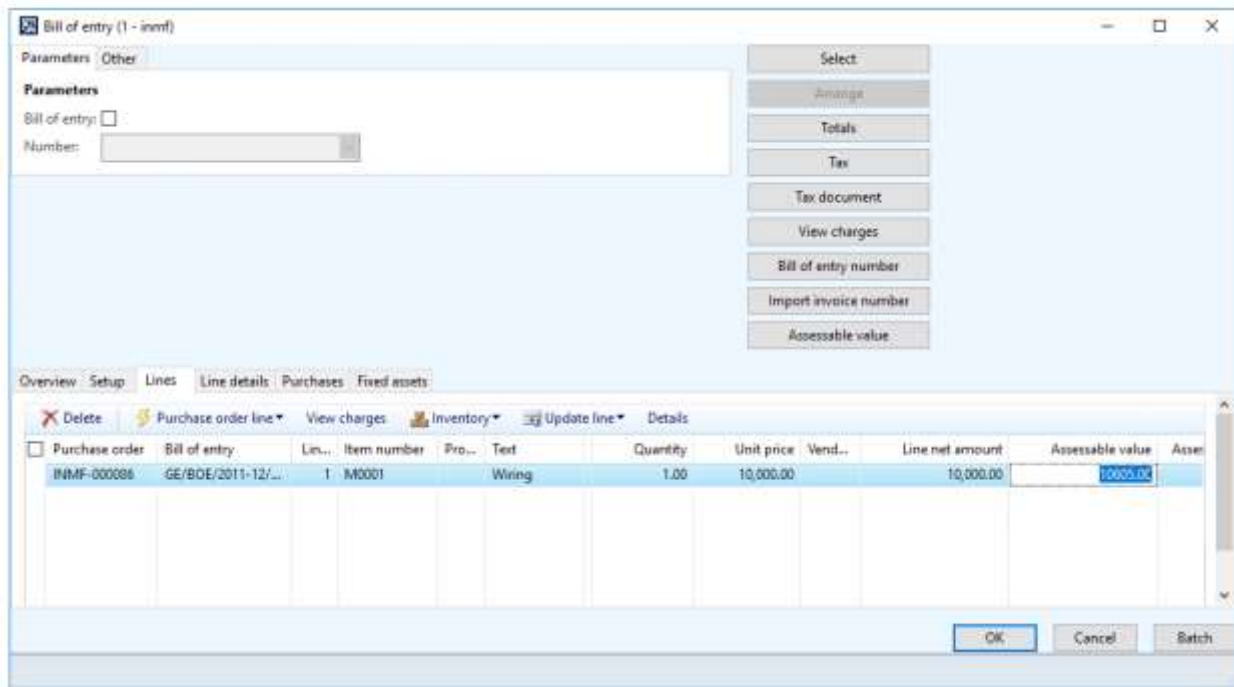 Bill of entry (1 - inmf)
Parameters Other
Parameters
Bill of entry:
Number:
Select
Arrange
Totals
Tax
Tax document
View charges
Bill of entry number
Import invoice number
Assessable value
Overview Setup Lines Line details Purchases Fixed assets
Delete Purchase order line View charges Inventory Update line Details
Purchase order Bill of entry Lin... Item number Pro... Text Quantity Unit price Vend... Line net amount Assessable value Asses
INMF-000086 GE/BOE/2011-12/... 1 M0001 Wiring 1.00 10,000.00 10,000.00 10605.00
OK Cancel Batch